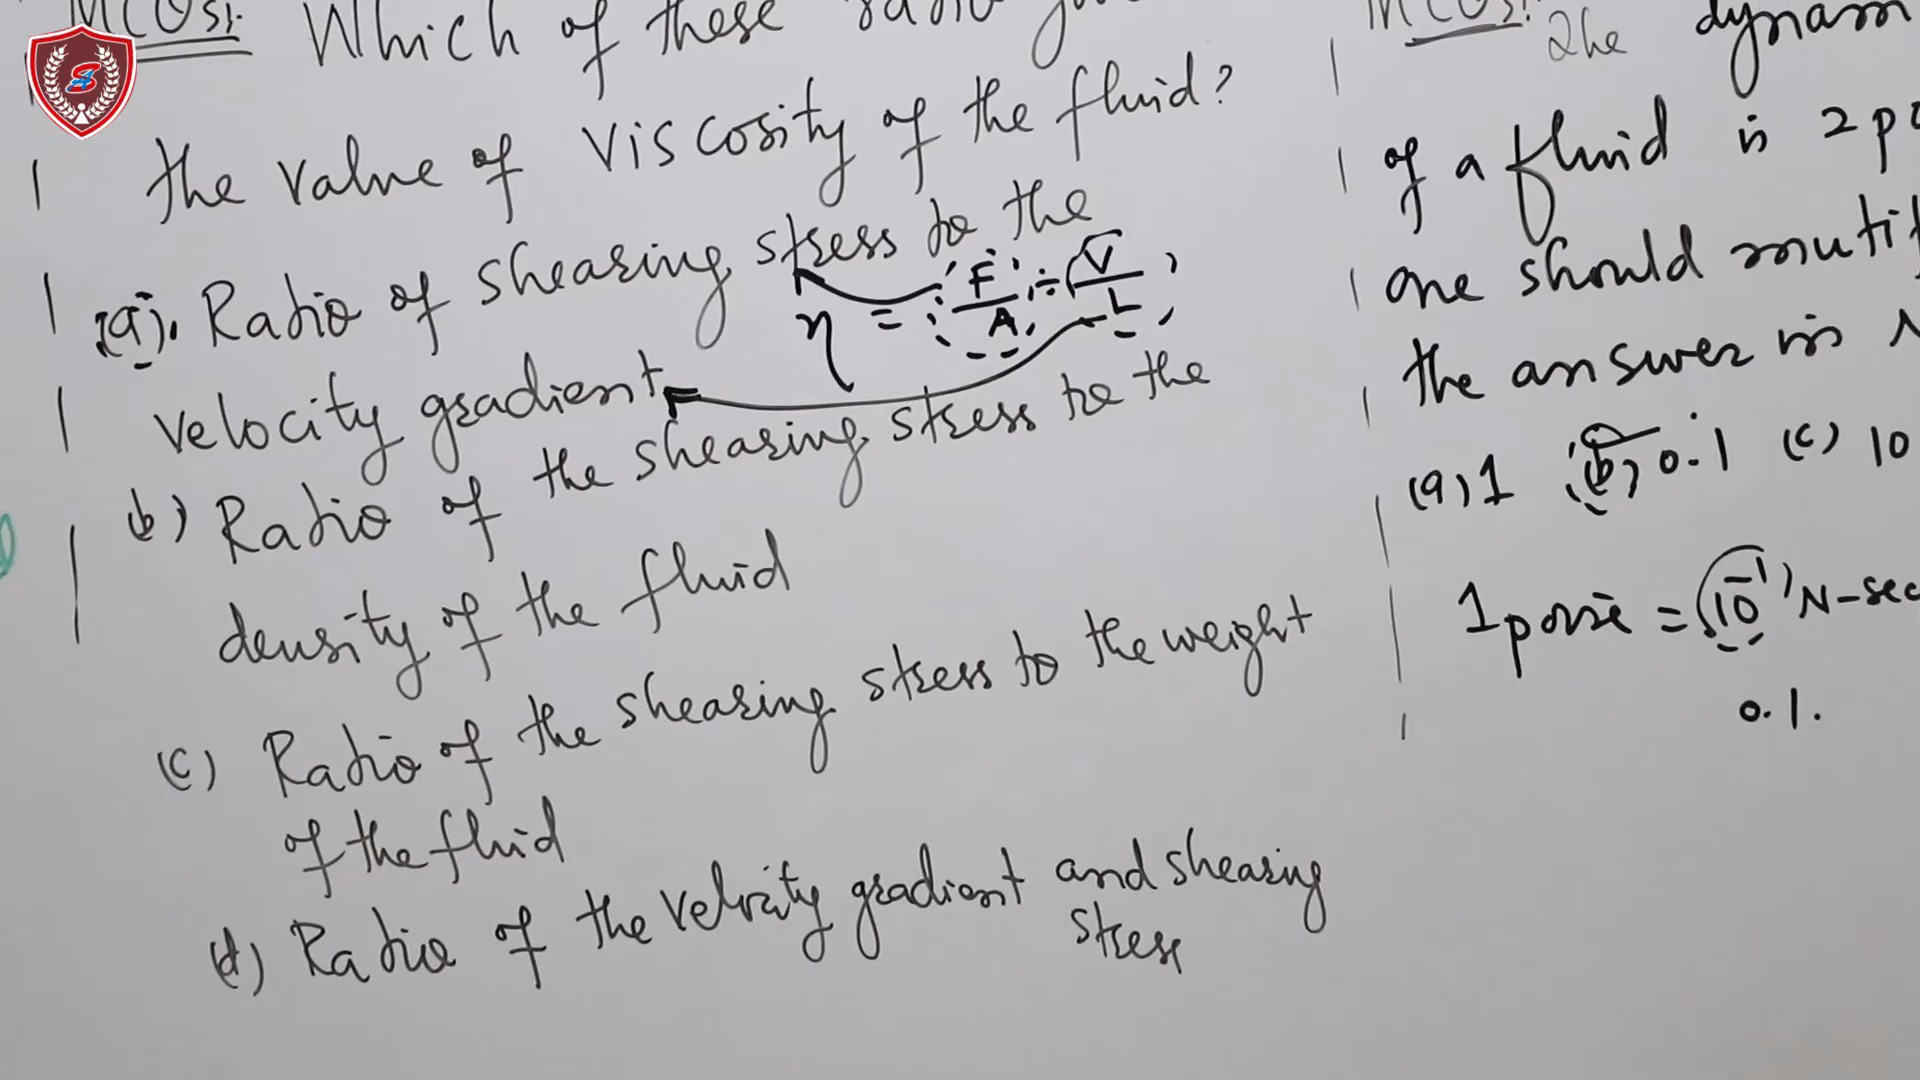 MCQs:
Which of these
the value of viscosity of the fluid?
(a). Ratio of shearing stress to the
velocity gradient
η = (F/A) ÷ (V/L)
b) Ratio of the shearing stress to the
density of the fluid
(c) Ratio of the shearing stress to the weight
of the fluid
(d) Ratio of the velocity gradient and shearing
stress
MCQs:
The
of a fluid is 2
one should
the answer in
(a) 1 (b) 0.1 (c) 10
1 poise = 10⁻¹ N-sec
0.1.